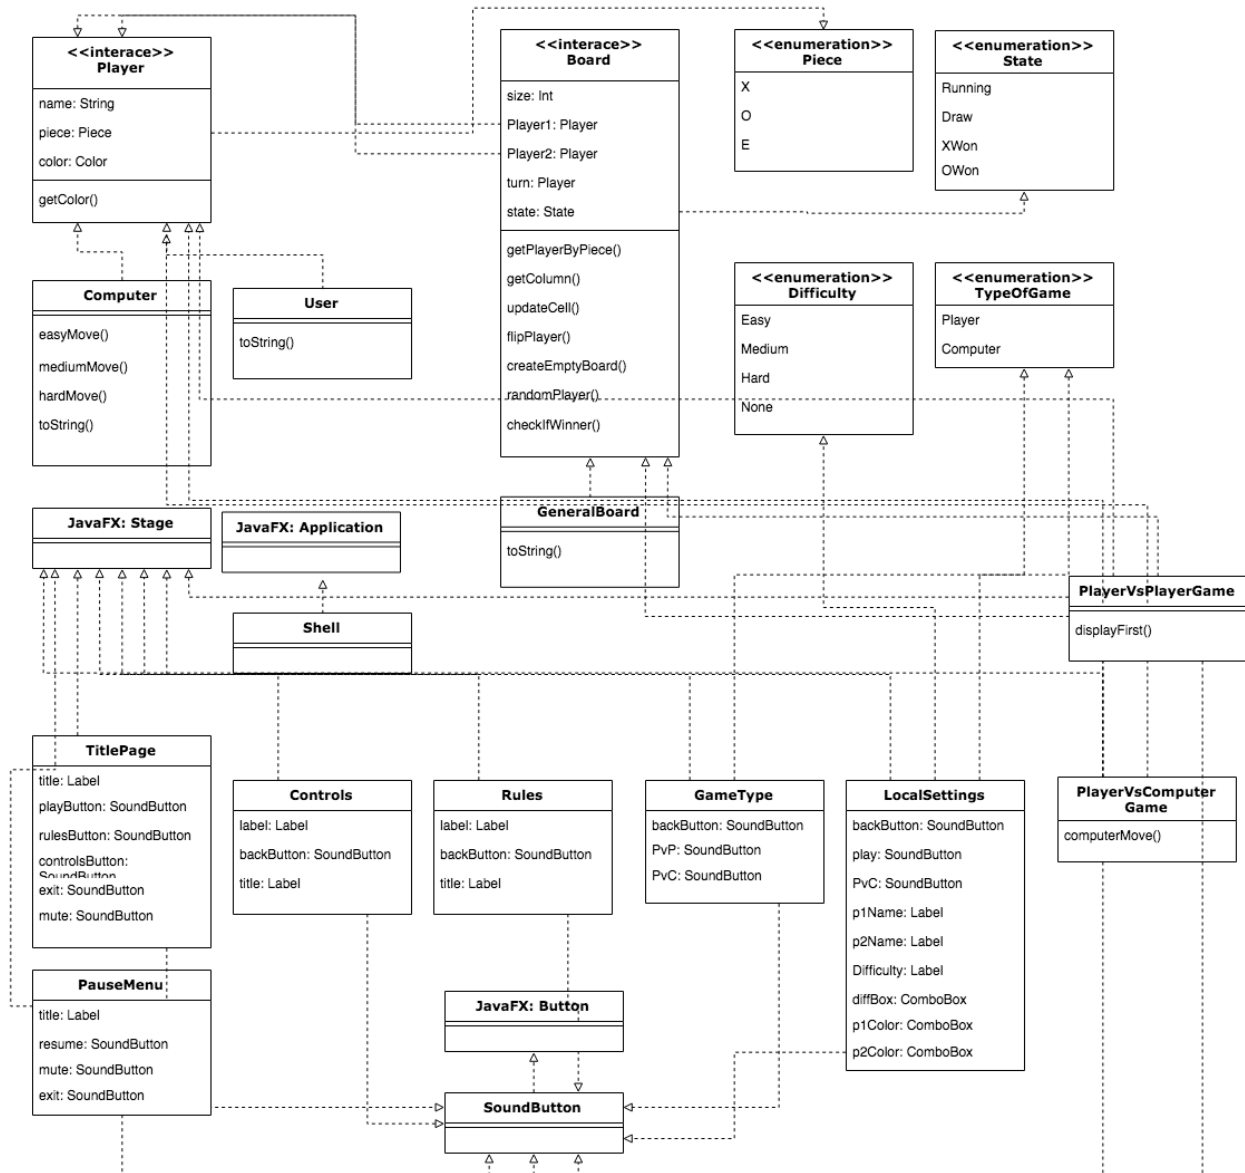 <<interace>>
Player
name: String
piece: Piece
color: Color
getColor()
<<interace>>
Board
size: Int
Player1: Player
Player2: Player
turn: Player
state: State
getPlayerByPiece()
getColumn()
updateCell()
flipPlayer()
createEmptyBoard()
randomPlayer()
checkIfWinner()
<<enumeration>>
Piece
X
O
E
<<enumeration>>
State
Running
Draw
XWon
OWon
Computer
easyMove()
mediumMove()
hardMove()
toString()
User
toString()
<<enumeration>>
Difficulty
Easy
Medium
Hard
None
<<enumeration>>
TypeOfGame
Player
Computer
JavaFX: Stage
JavaFX: Application
GeneralBoard
toString()
Shell
PlayerVsPlayerGame
displayFirst()
TitlePage
title: Label
playButton: SoundButton
rulesButton: SoundButton
controlsButton:
SoundButton
exit: SoundButton
mute: SoundButton
Controls
label: Label
backButton: SoundButton
title: Label
Rules
label: Label
backButton: SoundButton
title: Label
GameType
backButton: SoundButton
PvP: SoundButton
PvC: SoundButton
LocalSettings
backButton: SoundButton
play: SoundButton
PvC: SoundButton
p1Name: Label
p2Name: Label
Difficulty: Label
diffBox: ComboBox
p1Color: ComboBox
p2Color: ComboBox
PlayerVsComputer
Game
computerMove()
PauseMenu
title: Label
resume: SoundButton
mute: SoundButton
exit: SoundButton
JavaFX: Button
SoundButton